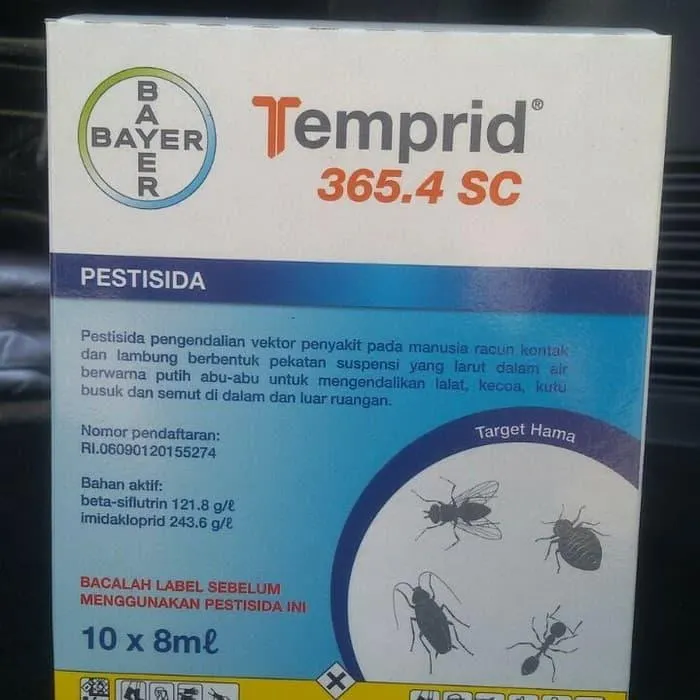 BAYER
BAYER
Temprid®
365.4 SC
PESTISIDA
Pestisida pengendalian vektor penyakit pada manusia racun kontak
dan lambung berbentuk pekatan suspensi yang larut dalam air
berwarna putih abu-abu untuk mengendalikan lalat, kecoa, kutu
busuk dan semut di dalam dan luar ruangan.
Nomor pendaftaran:
RI.06090120155274
Target Hama
Bahan aktif:
beta-siflutrin 121.8 g/ℓ
imidakloprid 243.6 g/ℓ
BACALAH LABEL SEBELUM
MENGGUNAKAN PESTISIDA INI
10 x 8mℓ